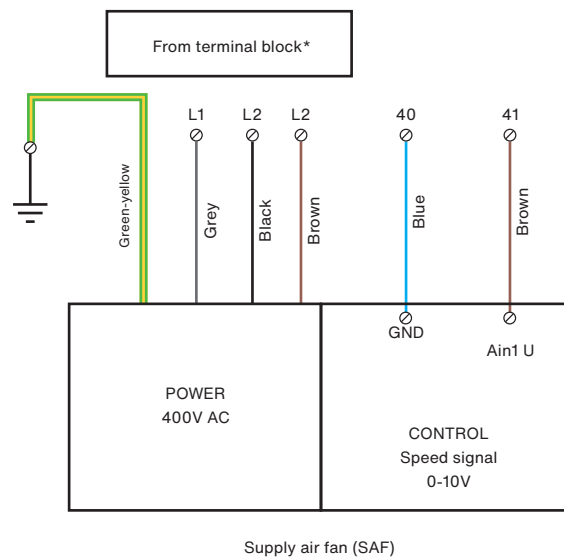 From terminal block*
L1 L2 L2 40 41
Green-yellow
Grey
Black
Brown
Blue
Brown
GND
Ain1 U
POWER
400V AC
CONTROL
Speed signal
0-10V
Supply air fan (SAF)